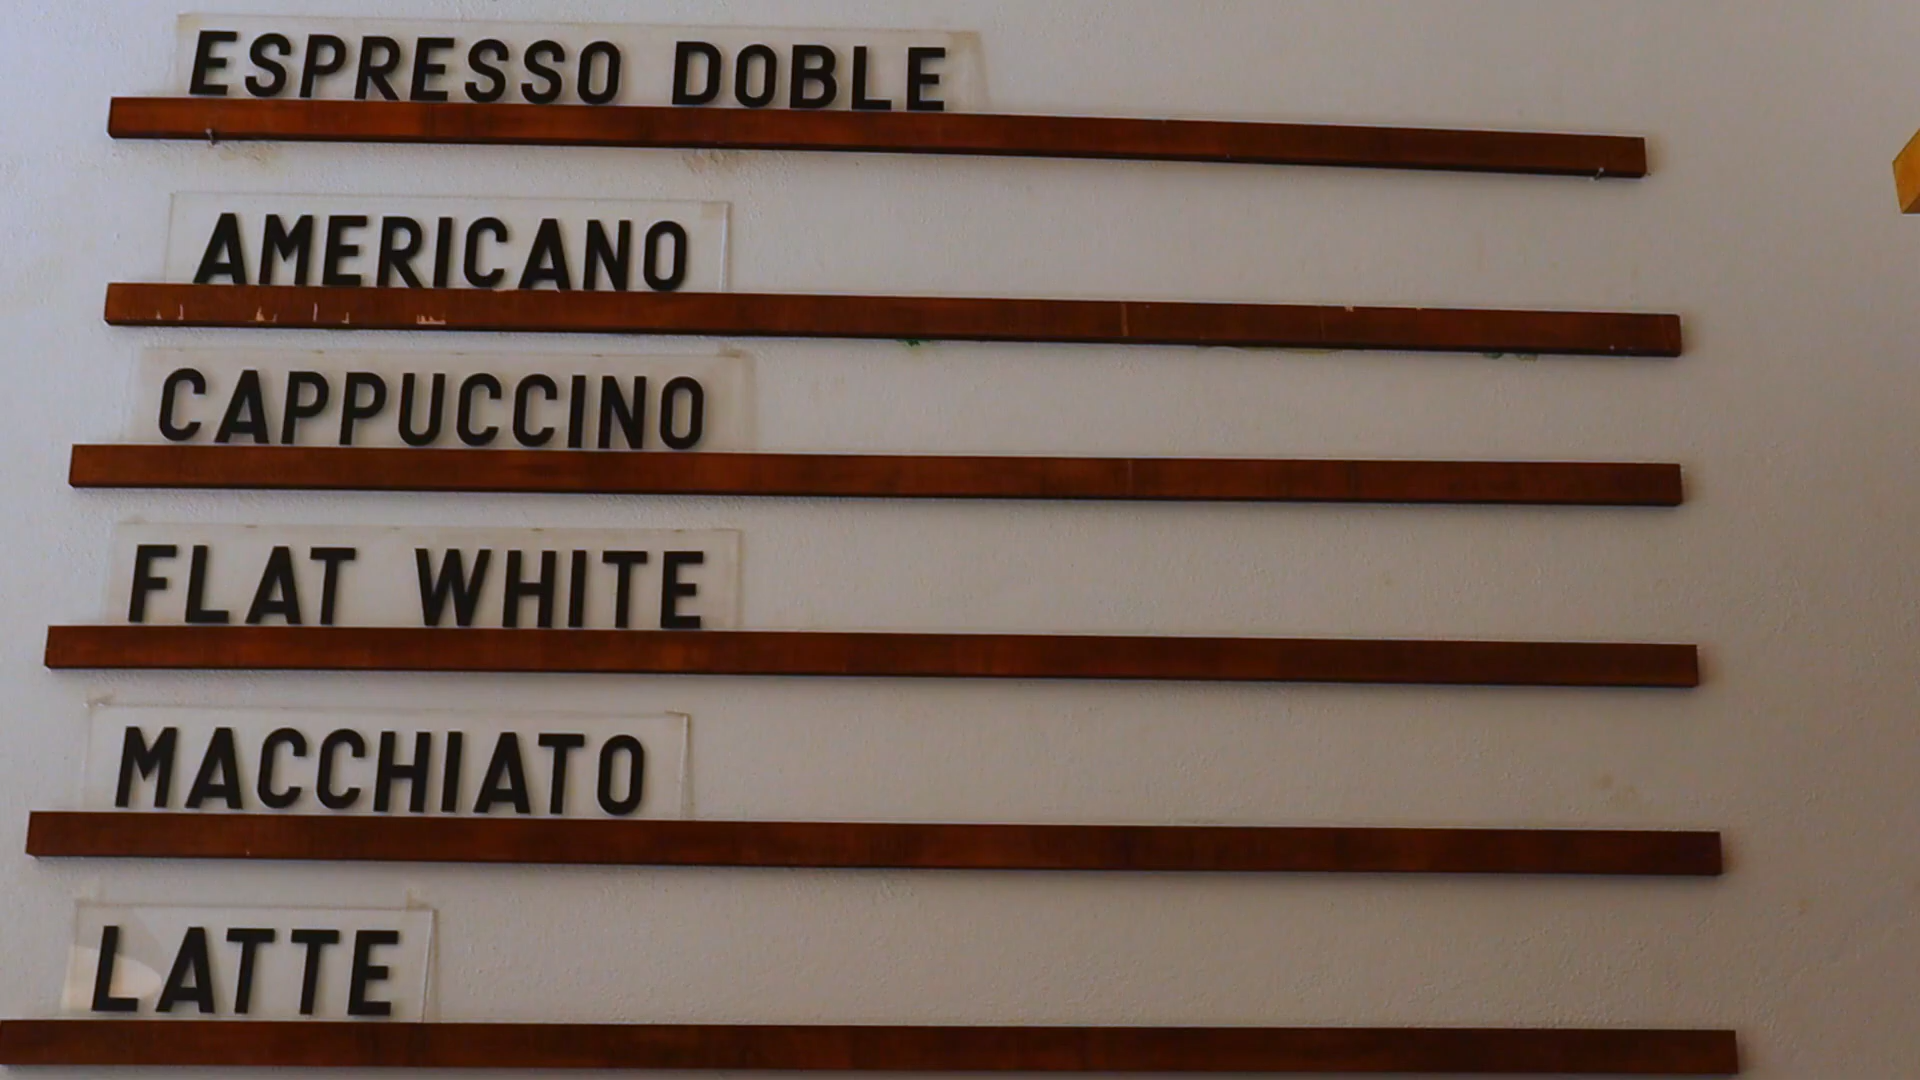 ESPRESSO DOBLE
AMERICANO
CAPPUCCINO
FLAT WHITE
MACCHIATO
LATTE